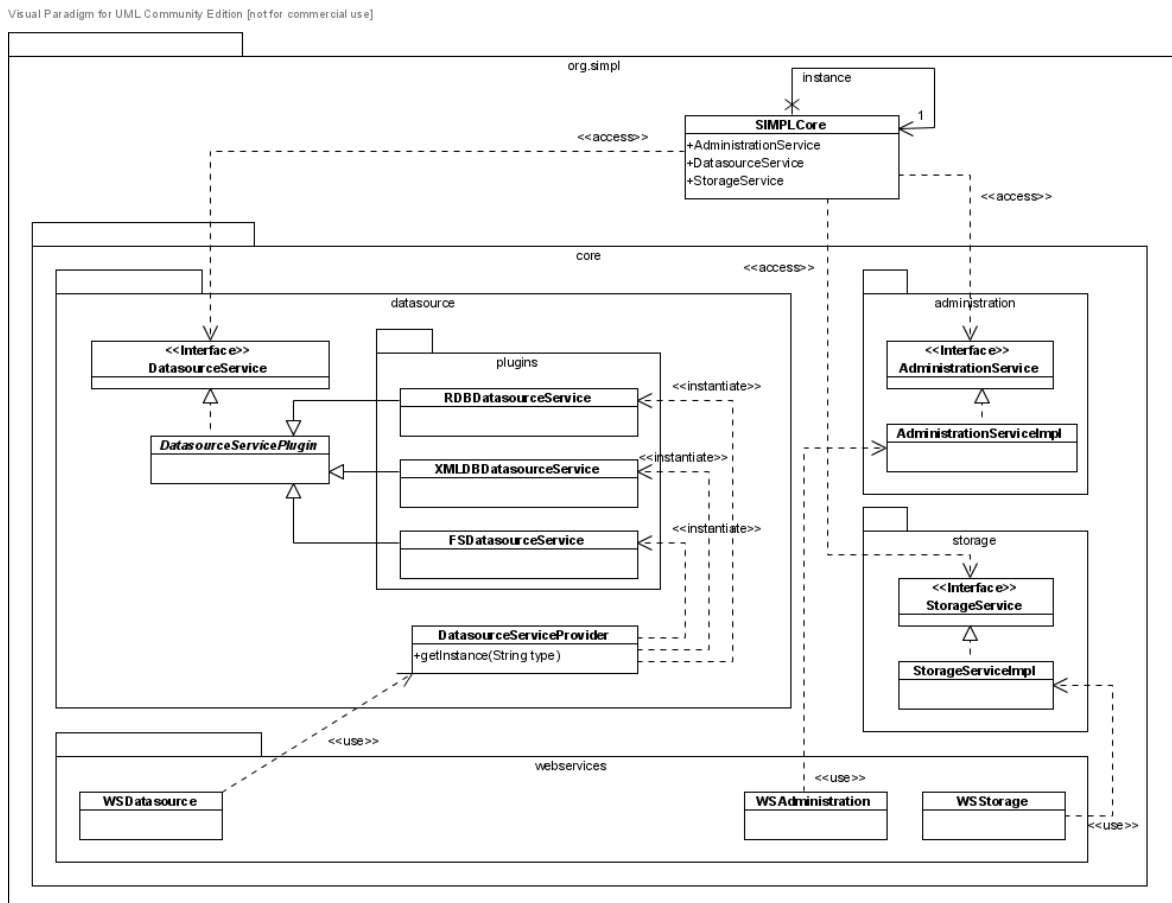 Visual Paradigm for UML Community Edition [not for commercial use]
org.simpl
instance
1
SIMPLCore
+AdministrationService
+DatasourceService
+StorageService
<<access>>
<<access>>
<<access>>
core
datasource
administration
<<Interface>>
DatasourceService
plugins
<<Interface>>
AdministrationService
RDBDatasourceService
<<instantiate>>
DatasourceServicePlugin
AdministrationServiceImpl
XMLDBDatasourceService
<<instantiate>>
FSDatasourceService
<<instantiate>>
storage
<<Interface>>
StorageService
DatasourceServiceProvider
+getInstance(String type)
StorageServiceImpl
<<use>>
webservices
<<use>>
WSDatasource
WSAdministration
WSStorage
<<use>>